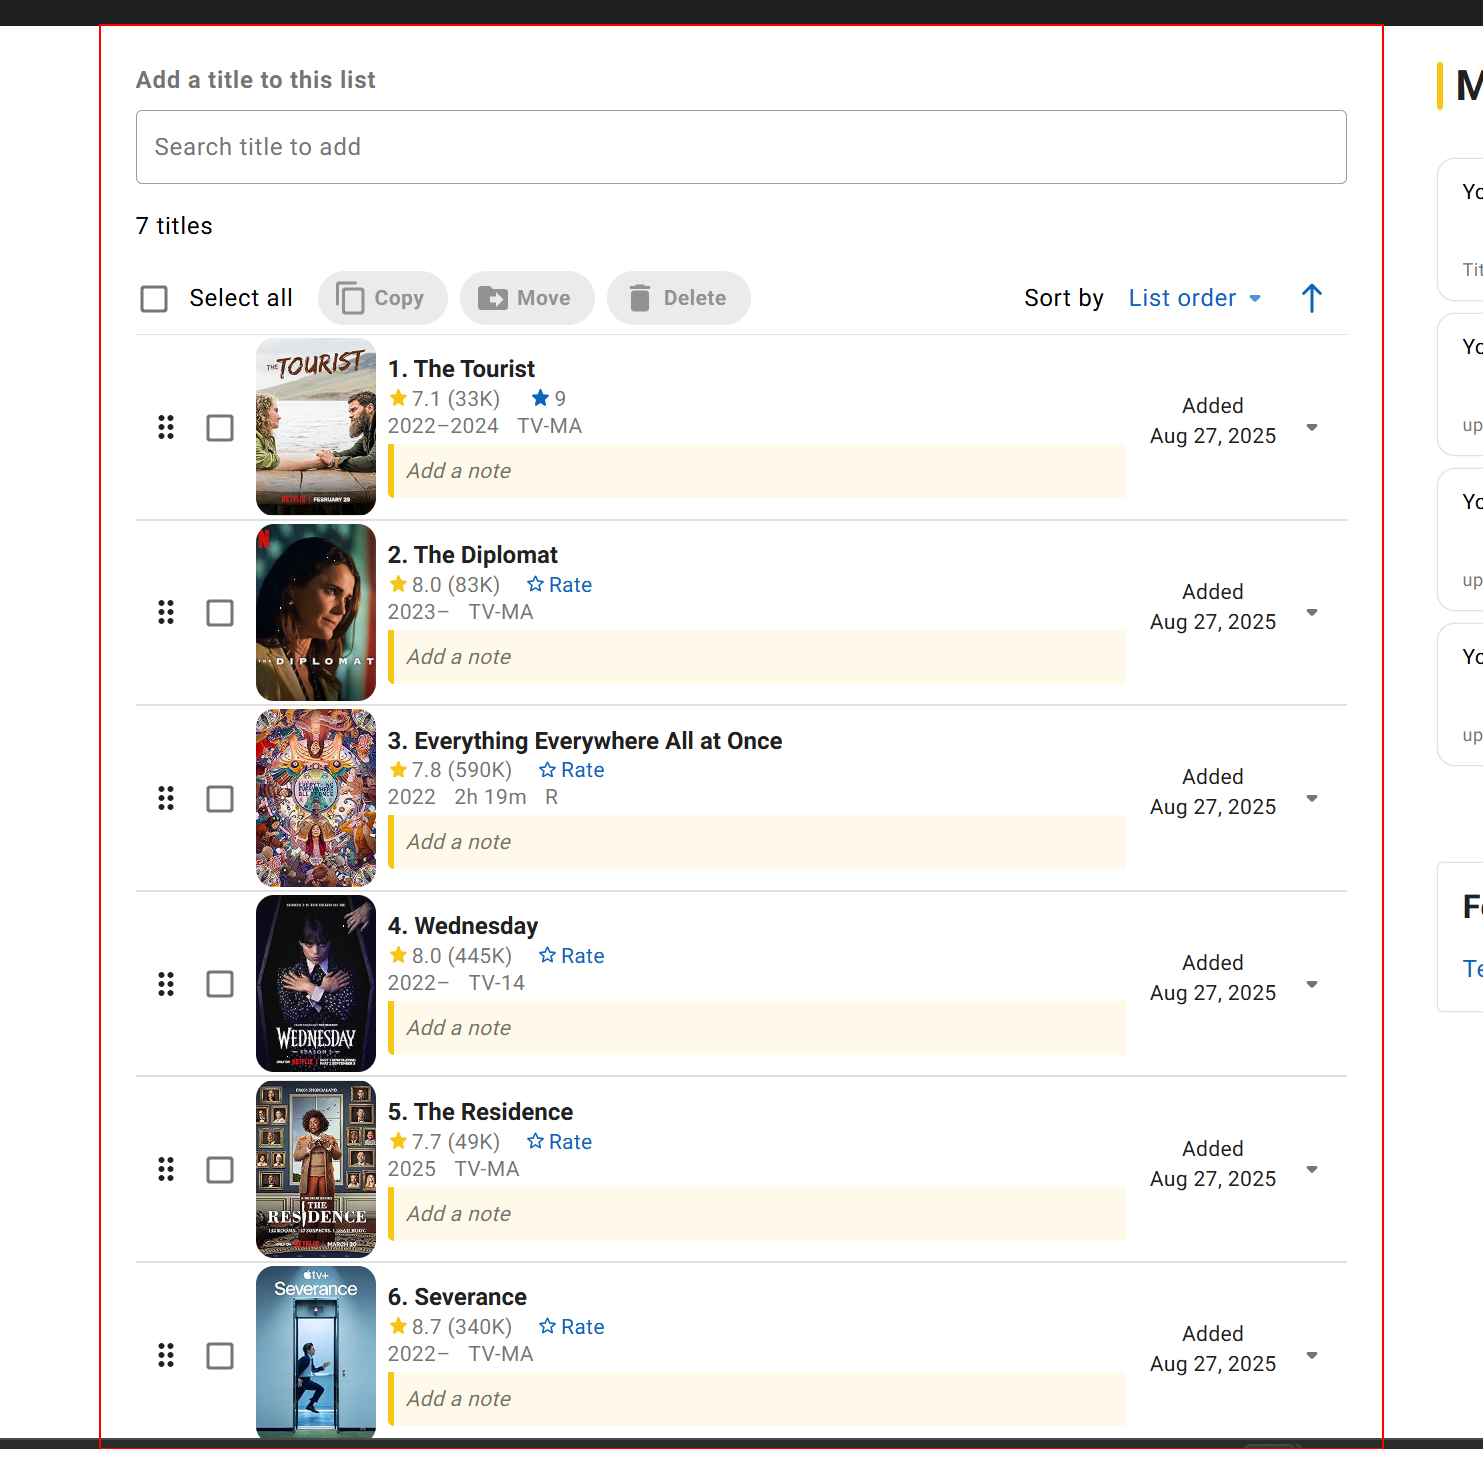 Add a title to this list
Search title to add
7 titles
Select all Copy Move Delete Sort by List order
THE TOURIST
NETFLIX | FEBRUARY 29
1. The Tourist
7.1 (33K) 9
2022–2024 TV-MA
Add a note
Added
Aug 27, 2025
N
THE DIPLOMAT
2. The Diplomat
8.0 (83K) Rate
2023– TV-MA
Add a note
Added
Aug 27, 2025
EVERYTHING
EVERYWHERE
ALL AT ONCE
3. Everything Everywhere All at Once
7.8 (590K) Rate
2022 2h 19m R
Add a note
Added
Aug 27, 2025
WEDNESDAY
SEASON 2
NETFLIX
4. Wednesday
8.0 (445K) Rate
2022– TV-14
Add a note
Added
Aug 27, 2025
FROM SHONDALAND
THE
RESIDENCE
NETFLIX | MARCH 20
5. The Residence
7.7 (49K) Rate
2025 TV-MA
Add a note
Added
Aug 27, 2025
tv+
Severance
6. Severance
8.7 (340K) Rate
2022– TV-MA
Add a note
Added
Aug 27, 2025
M
Yo
Tit
Yo
up
Yo
up
Yo
up
Fe
Te